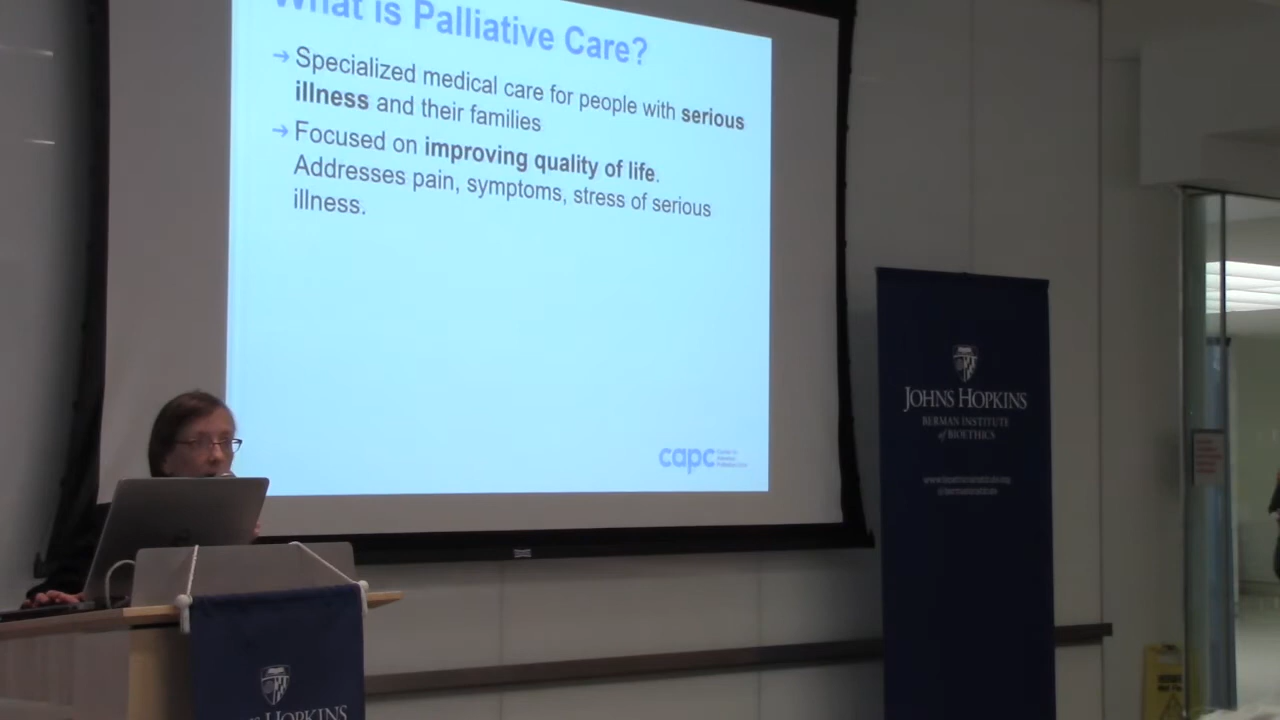 What is Palliative Care?
→ Specialized medical care for people with serious
illness and their families
→ Focused on improving quality of life.
Addresses pain, symptoms, stress of serious
illness.
capc
JOHNS HOPKINS
BERMAN INSTITUTE
of BIOETHICS
HOPKINS